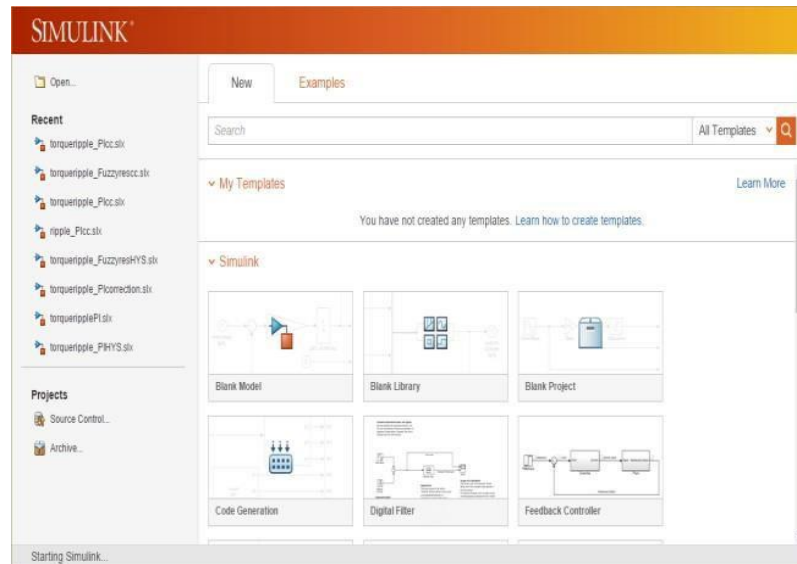 SIMULINK®
Open...
New
Examples
Recent
Search
All Templates
torqueripple_PIcc.slx
torqueripple_Fuzzyrescc.slx
torqueripple_PIcc.slx
ripple_PIcc.slx
torqueripple_FuzzyresHYS.slx
torqueripple_PIcorrection.slx
torqueripplePI.slx
torqueripple_PIHYS.slx
My Templates
Learn More
You have not created any templates. Learn how to create templates.
Simulink
Blank Model
Blank Library
Blank Project
Projects
Source Control...
Archive...
Code Generation
Digital Filter
Feedback Controller
Starting Simulink...